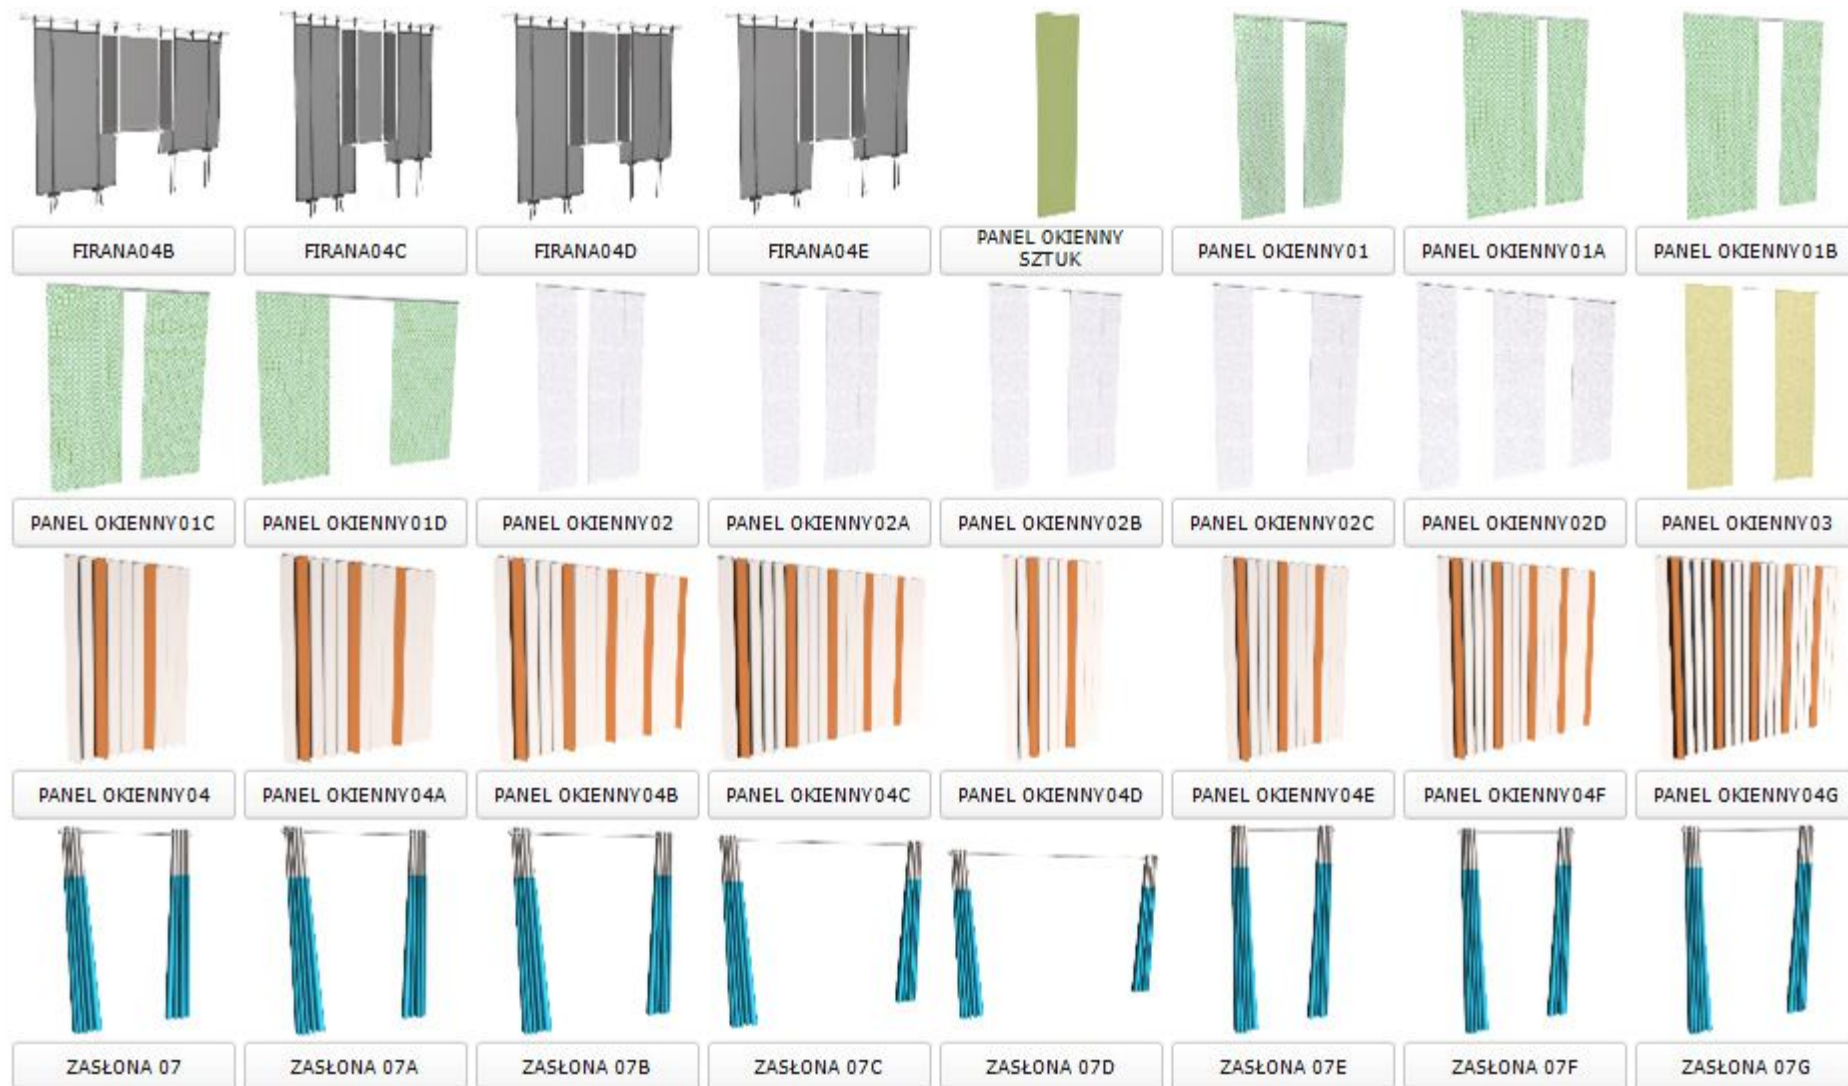 FIRANA04B
FIRANA04C
FIRANA04D
FIRANA04E
PANEL OKIENNY
SZTUK
PANEL OKIENNY01
PANEL OKIENNY01A
PANEL OKIENNY01B
PANEL OKIENNY01C
PANEL OKIENNY01D
PANEL OKIENNY02
PANEL OKIENNY02A
PANEL OKIENNY02B
PANEL OKIENNY02C
PANEL OKIENNY02D
PANEL OKIENNY03
PANEL OKIENNY04
PANEL OKIENNY04A
PANEL OKIENNY04B
PANEL OKIENNY04C
PANEL OKIENNY04D
PANEL OKIENNY04E
PANEL OKIENNY04F
PANEL OKIENNY04G
ZASŁONA 07
ZASŁONA 07A
ZASŁONA 07B
ZASŁONA 07C
ZASŁONA 07D
ZASŁONA 07E
ZASŁONA 07F
ZASŁONA 07G